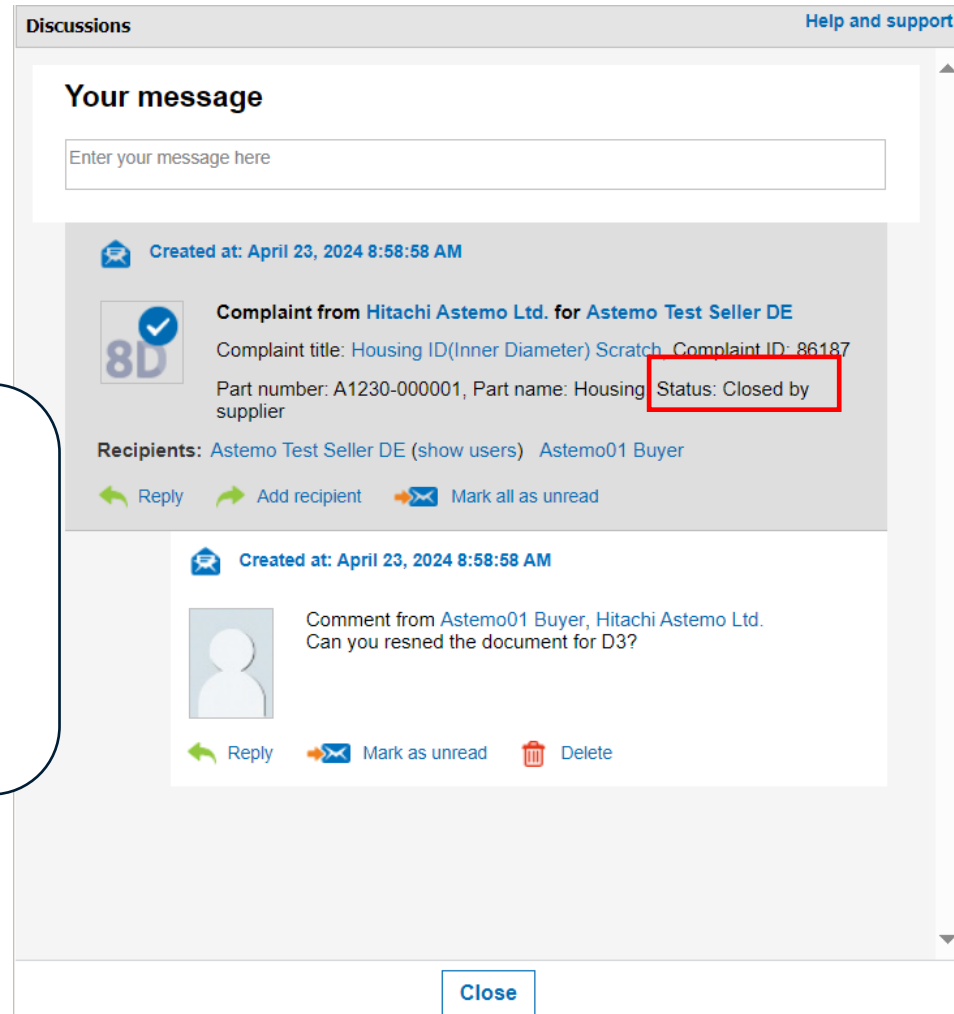 Discussions
Help and support
Your message
Enter your message here
Created at: April 23, 2024 8:58:58 AM
8D
Complaint from Hitachi Astemo Ltd. for Astemo Test Seller DE
Complaint title: Housing ID(Inner Diameter) Scratch, Complaint ID: 86187
Part number: A1230-000001, Part name: Housing, Status: Closed by
supplier
Recipients: Astemo Test Seller DE (show users) Astemo01 Buyer
Reply Add recipient Mark all as unread
Created at: April 23, 2024 8:58:58 AM
Comment from Astemo01 Buyer, Hitachi Astemo Ltd.
Can you resned the document for D3?
Reply Mark as unread Delete
Close